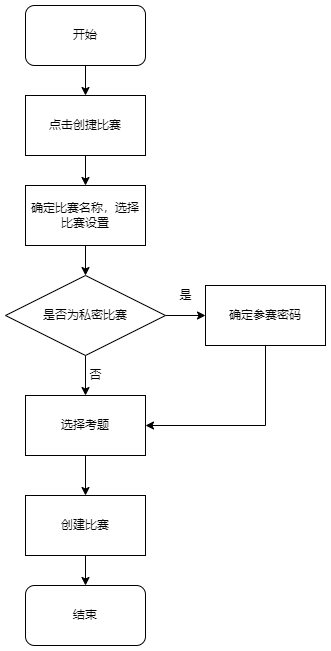 开始
点击创捷比赛
确定比赛名称，选择
比赛设置
是否为私密比赛
是
确定参赛密码
否
选择考题
创建比赛
结束